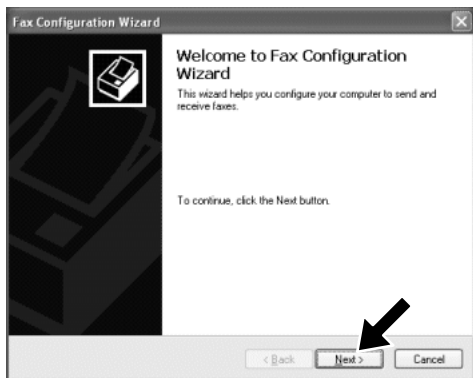 Fax Configuration Wizard
Welcome to Fax Configuration
Wizard
This wizard helps you configure your computer to send and
receive faxes.
To continue, click the Next button.
< Back Next > Cancel